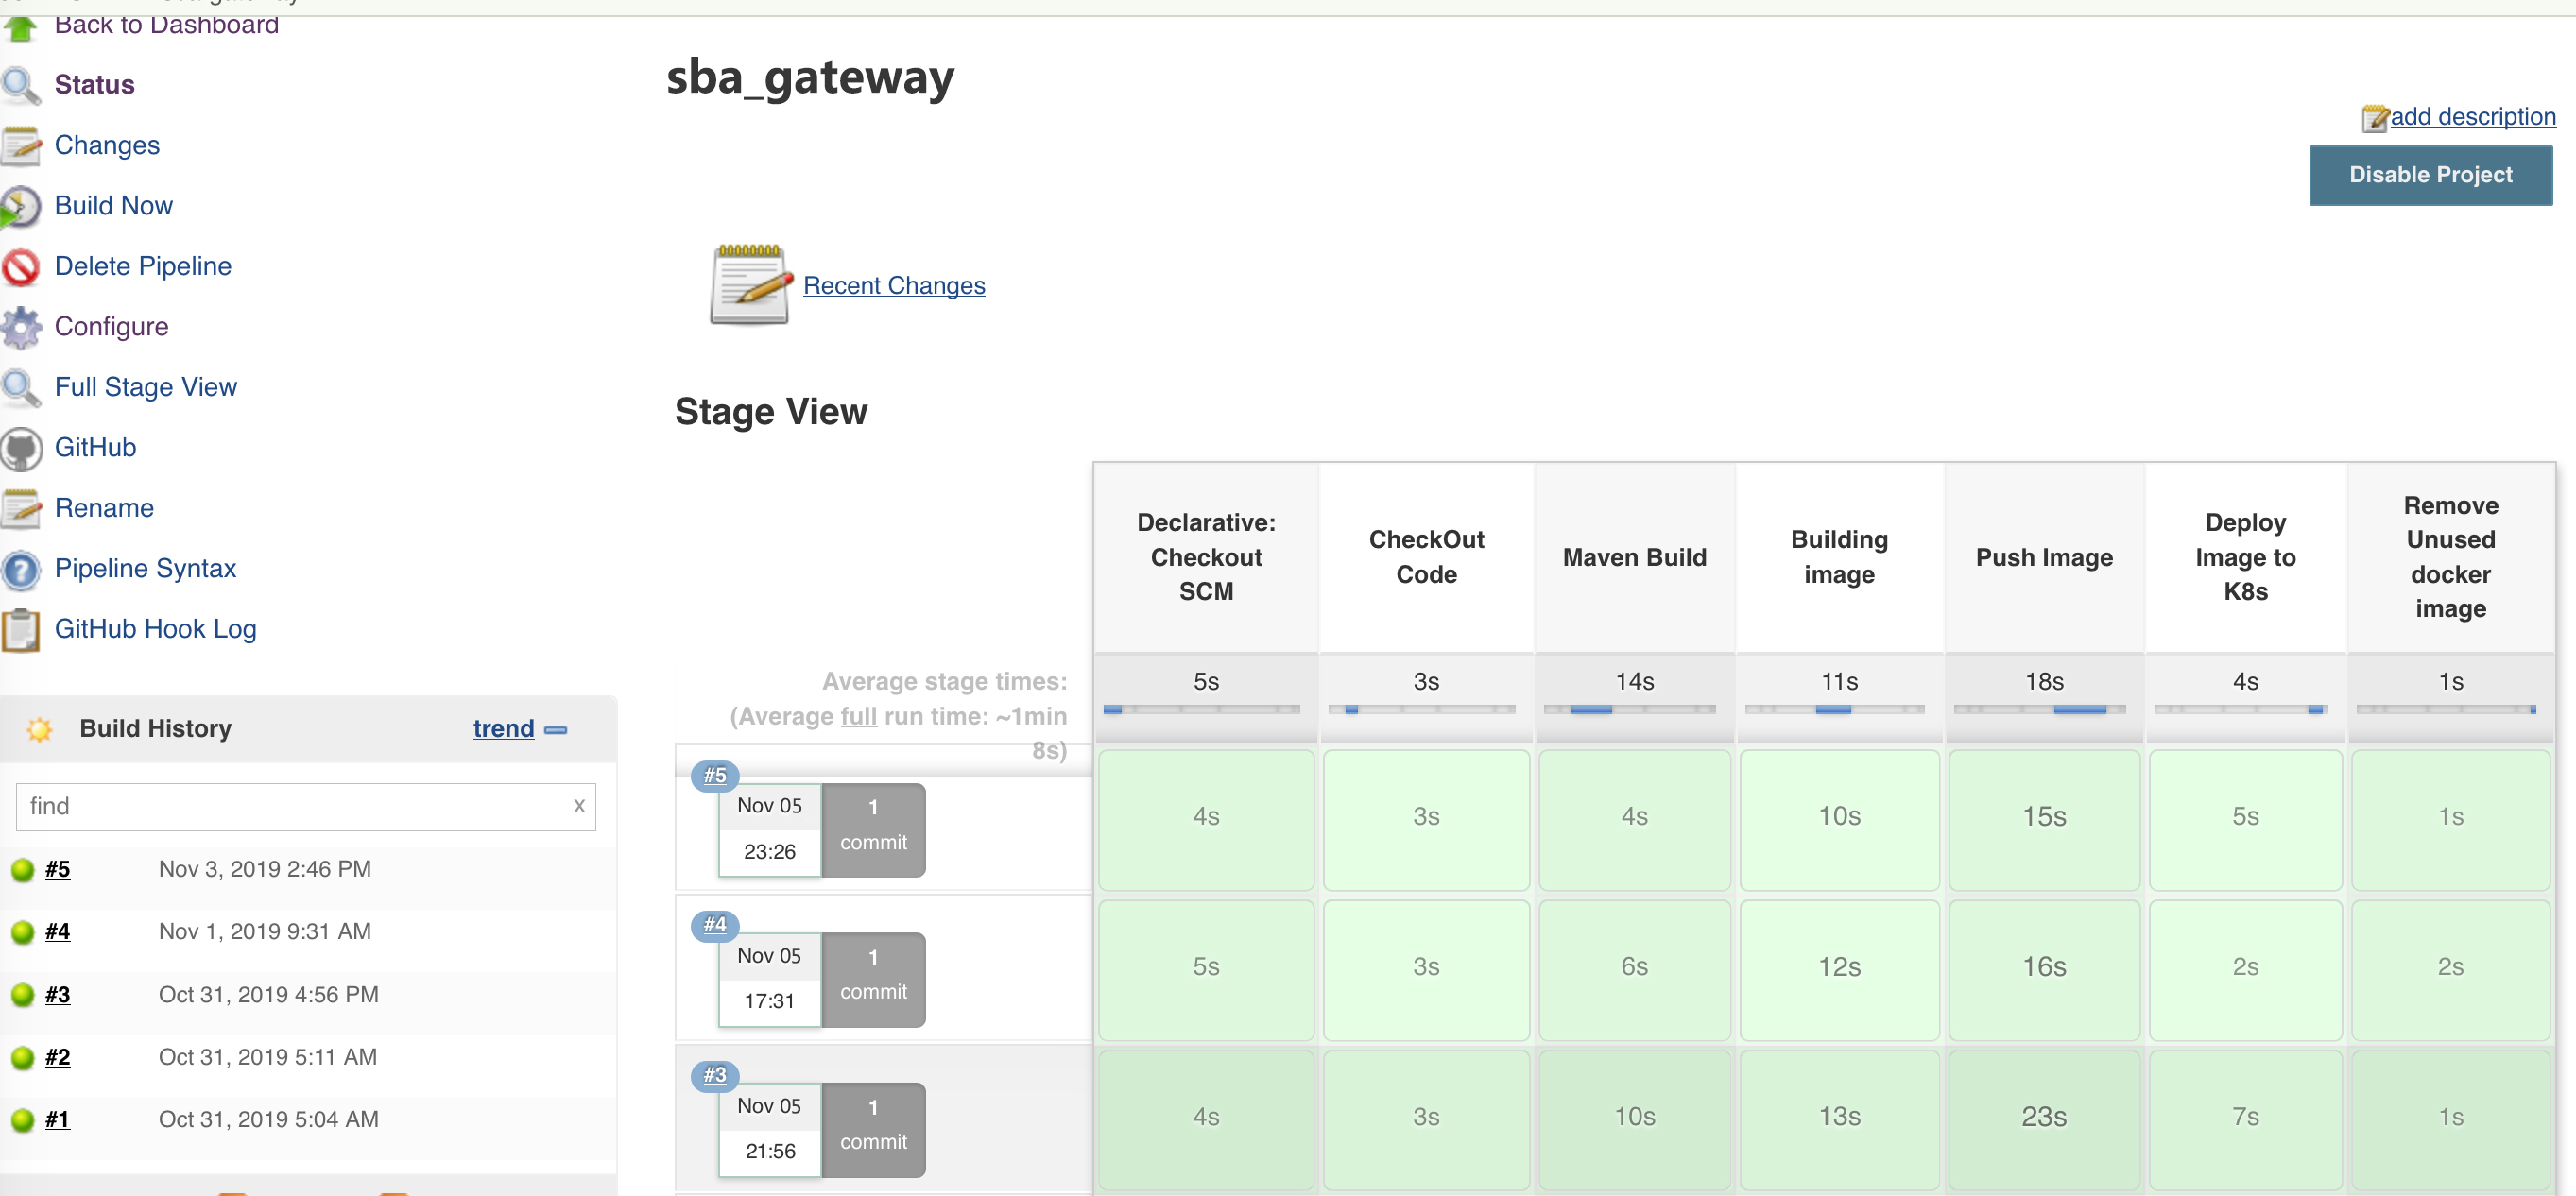 Back to Dashboard
Status
Changes
Build Now
Delete Pipeline
Configure
Full Stage View
GitHub
Rename
Pipeline Syntax
GitHub Hook Log
Build History
trend
find
x
#5 Nov 3, 2019 2:46 PM
#4 Nov 1, 2019 9:31 AM
#3 Oct 31, 2019 4:56 PM
#2 Oct 31, 2019 5:11 AM
#1 Oct 31, 2019 5:04 AM
sba_gateway
add description
Disable Project
Recent Changes
Stage View
Declarative:
Checkout
SCM
CheckOut
Code
Maven Build
Building
image
Push Image
Deploy
Image to
K8s
Remove
Unused
docker
image
Average stage times:
(Average full run time: ~1min
8s)
5s 3s 14s 11s 18s 4s 1s
#5
Nov 05
23:26
1
commit
4s 3s 4s 10s 15s 5s 1s
#4
Nov 05
17:31
1
commit
5s 3s 6s 12s 16s 2s 2s
#3
Nov 05
21:56
1
commit
4s 3s 10s 13s 23s 7s 1s